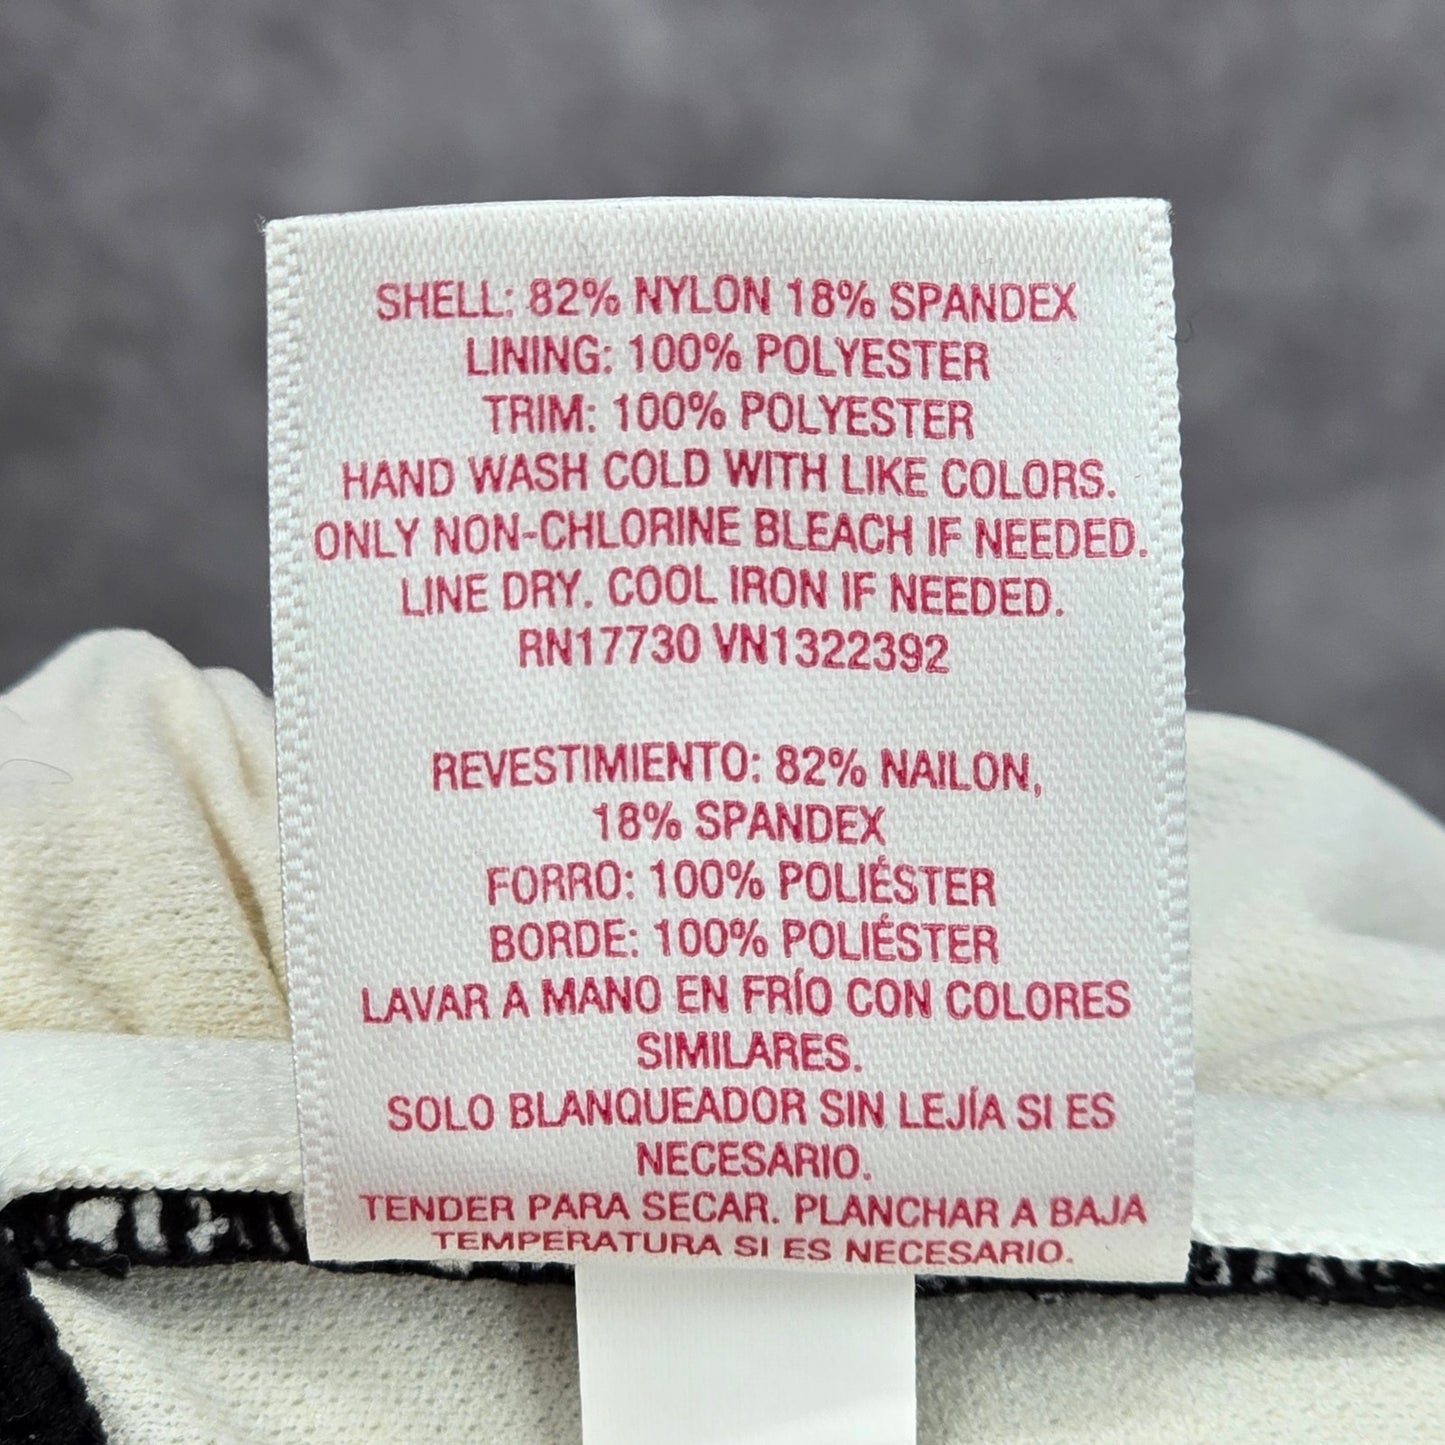 SHELL: 82% NYLON 18% SPANDEX
LINING: 100% POLYESTER
TRIM: 100% POLYESTER
HAND WASH COLD WITH LIKE COLORS.
ONLY NON-CHLORINE BLEACH IF NEEDED.
LINE DRY. COOL IRON IF NEEDED.
RN17730 VN1322392
REVESTIMIENTO: 82% NAILON,
18% SPANDEX
FORRO: 100% POLIÉSTER
BORDE: 100% POLIÉSTER
LAVAR A MANO EN FRÍO CON COLORES
SIMILARES.
SOLO BLANQUEADOR SIN LEJÍA SI ES
NECESARIO.
TENDER PARA SECAR. PLANCHAR A BAJA
TEMPERATURA SI ES NECESARIO.